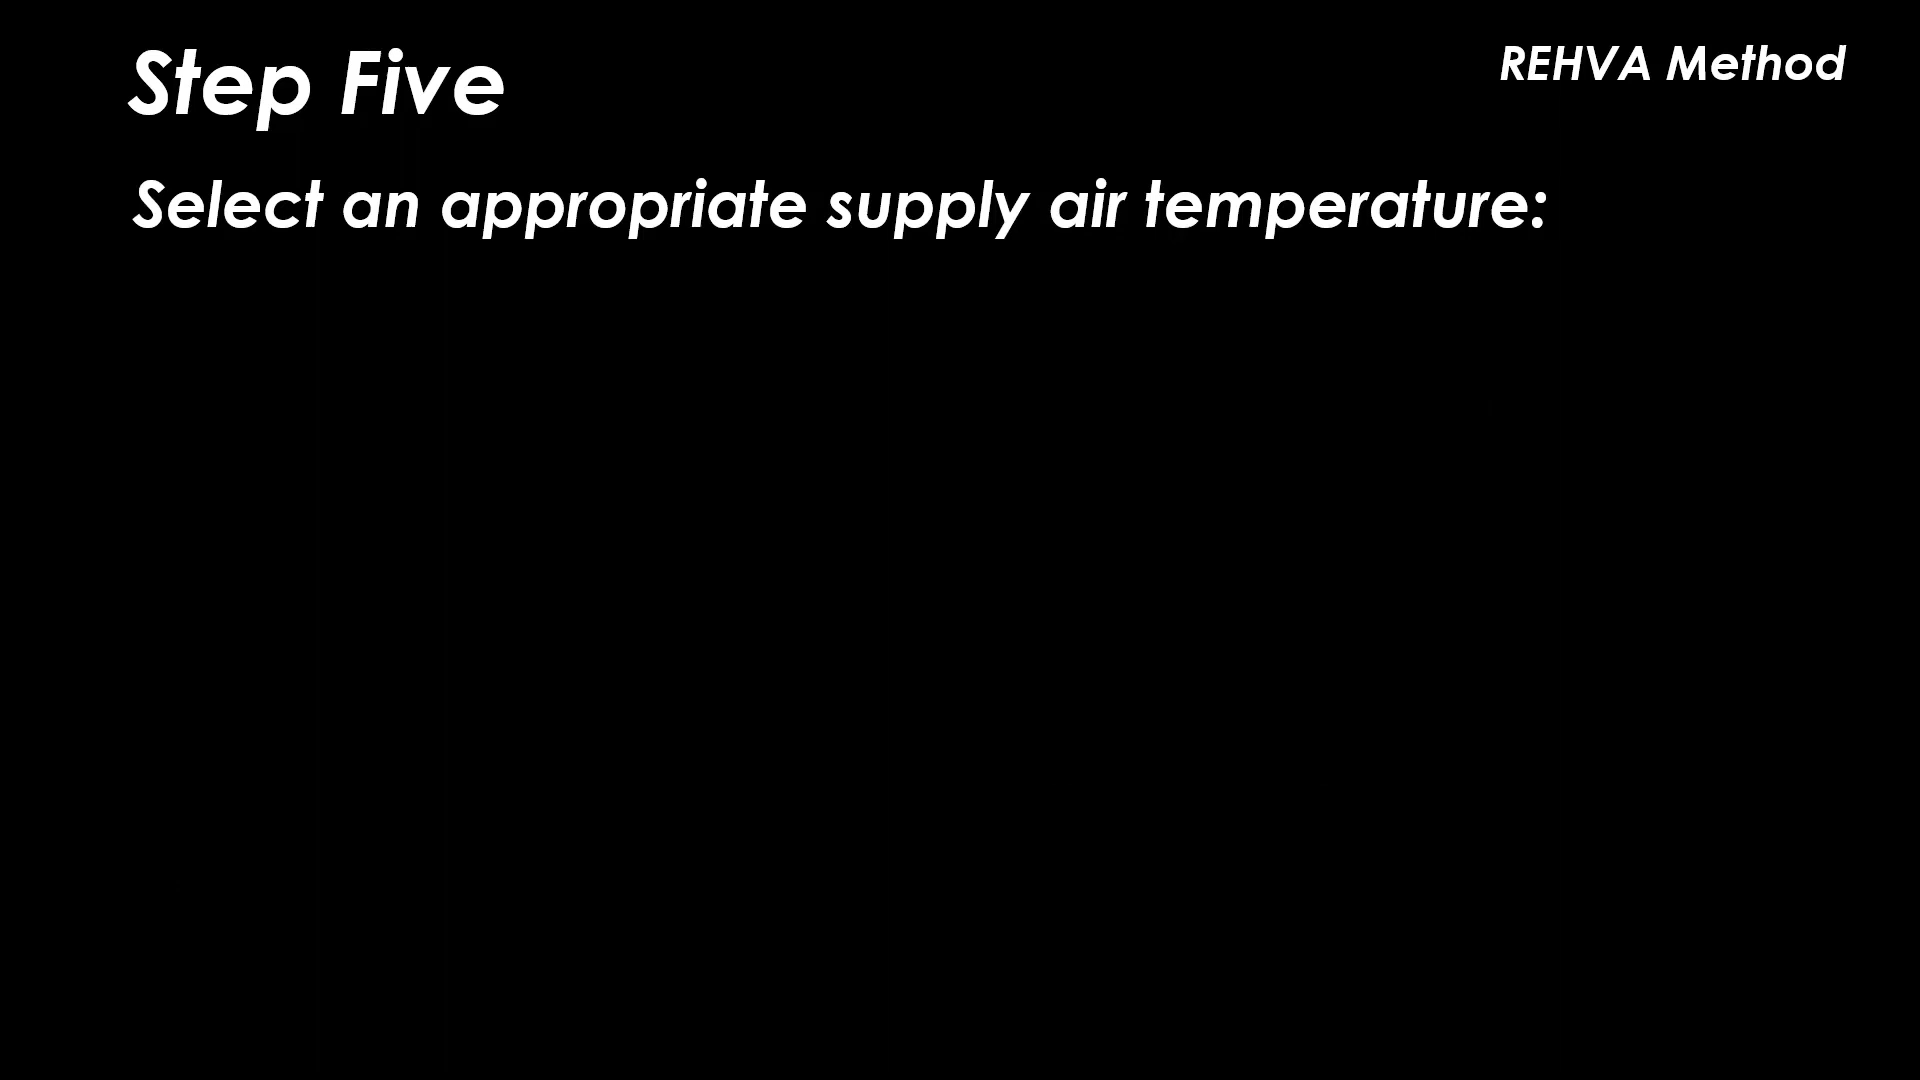 Step Five
REHVA Method
Select an appropriate supply air temperature: